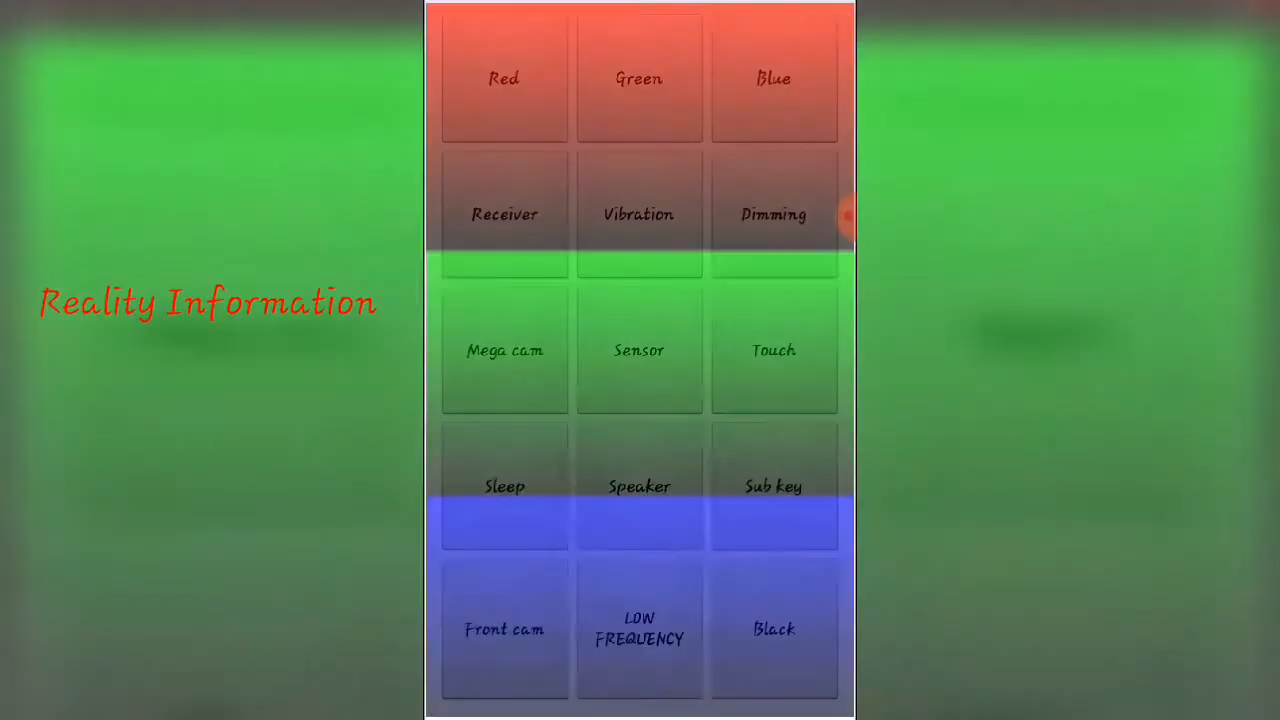 Red Green Blue
Receiver Vibration Dimming
Reality Information
Mega cam Sensor Touch
Sleep Speaker Sub key
Front cam LOW FREQUENCY Black